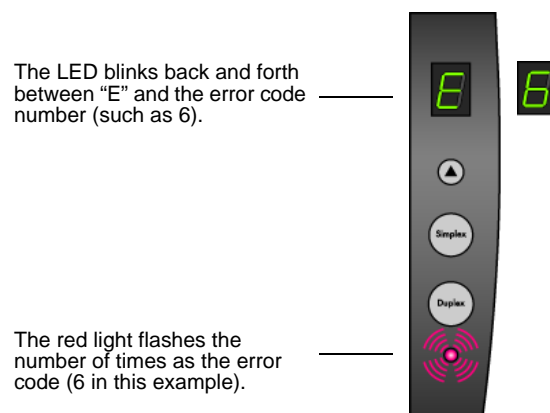 The LED blinks back and forth
between “E” and the error code
number (such as 6).
E
6
Simplex
Duplex
The red light flashes the
number of times as the error
code (6 in this example).